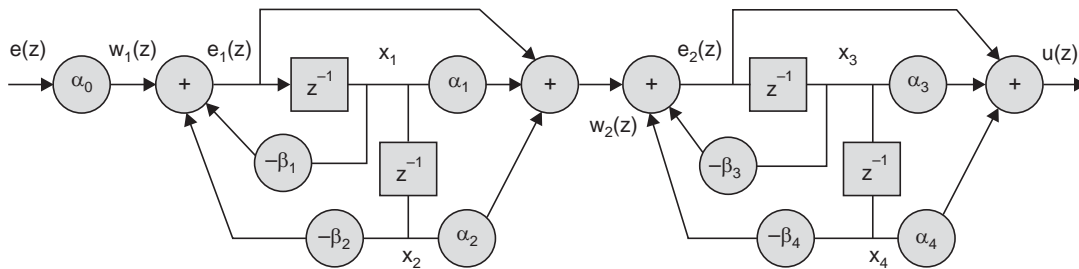 e(z) w₁(z) e₁(z) x₁ e₂(z) x₃ u(z)
α₀ + z⁻¹ α₁ + + z⁻¹ α₃ +
w₂(z)
−β₁ z⁻¹ −β₃ z⁻¹
−β₂ α₂ −β₄ α₄
x₂ x₄